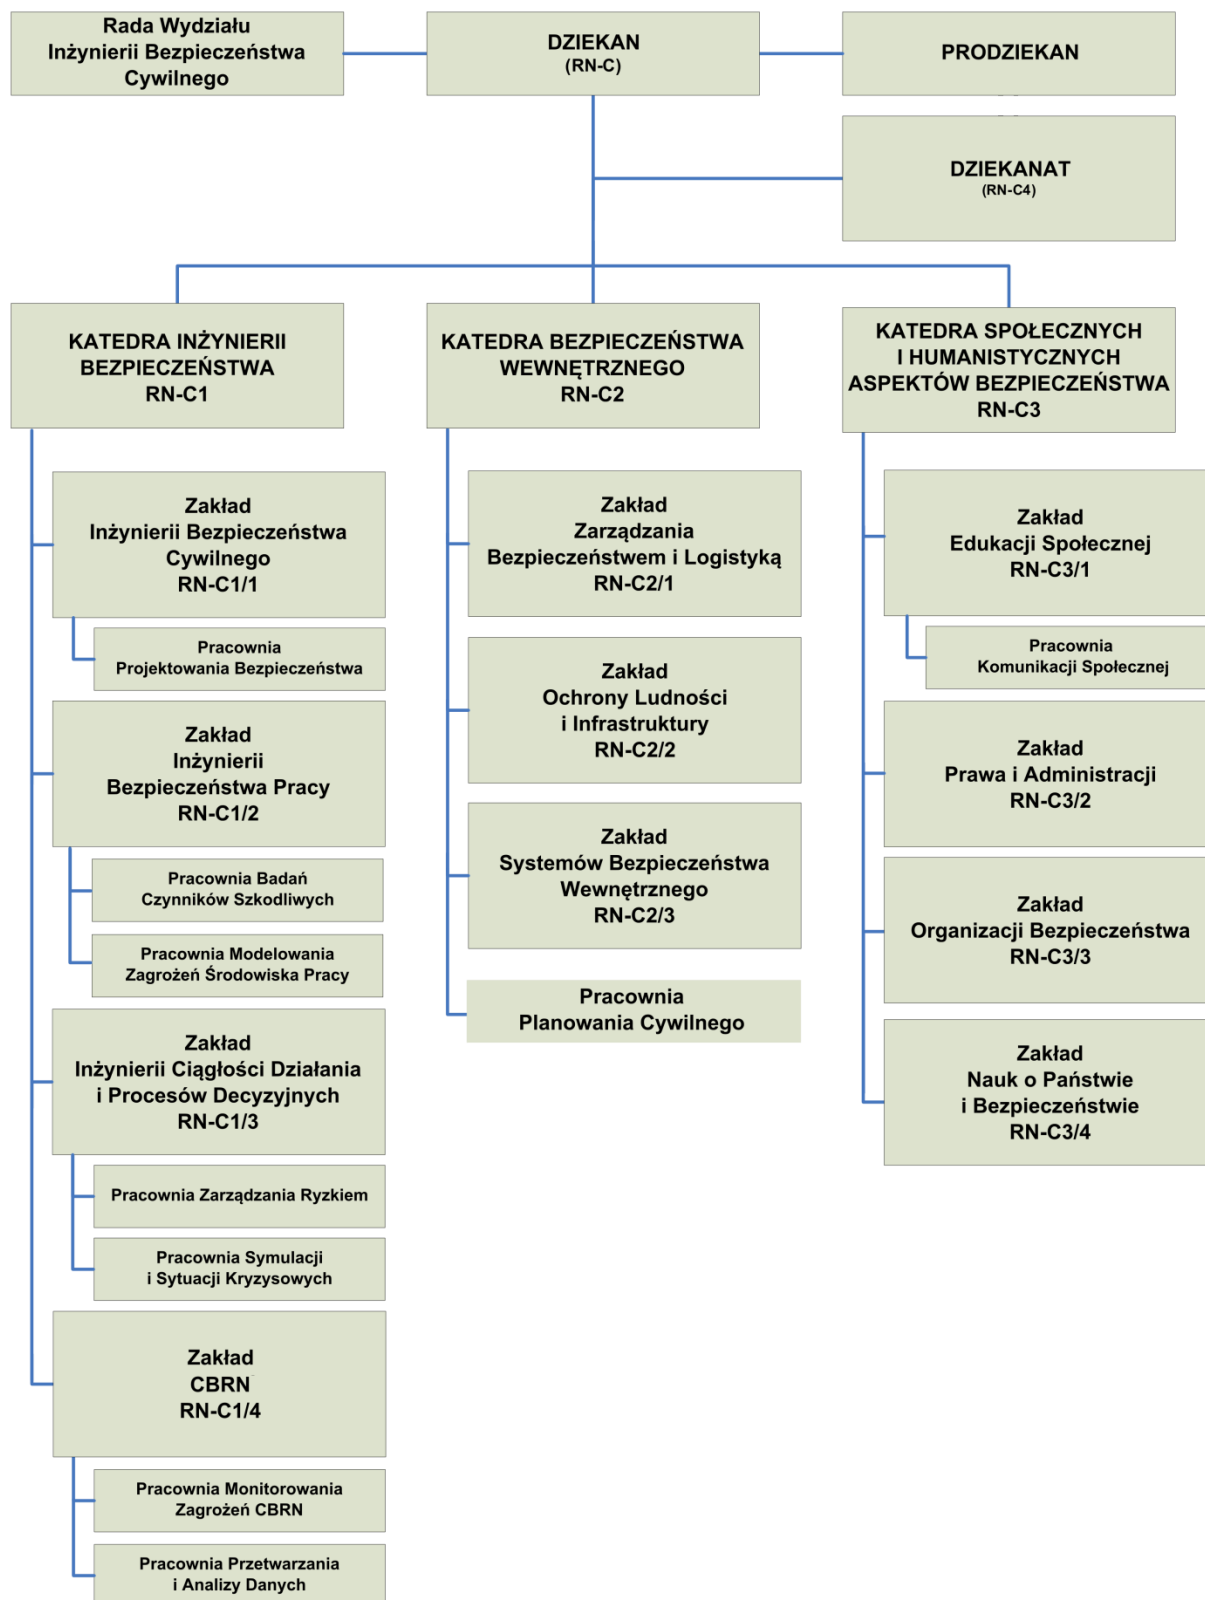 Rada Wydziału
Inżynierii Bezpieczeństwa
Cywilnego
DZIEKAN
(RN-C)
PRODZIEKAN
DZIEKANAT
(RN-C4)
KATEDRA INŻYNIERII
BEZPIECZEŃSTWA
RN-C1
Zakład
Inżynierii Bezpieczeństwa
Cywilnego
RN-C1/1
Pracownia
Projektowania Bezpieczeństwa
Zakład
Inżynierii
Bezpieczeństwa Pracy
RN-C1/2
Pracownia Badań
Czynników Szkodliwych
Pracownia Modelowania
Zagrożeń Środowiska Pracy
Zakład
Inżynierii Ciągłości Działania
i Procesów Decyzyjnych
RN-C1/3
Pracownia Zarządzania Ryzkiem
Pracownia Symulacji
i Sytuacji Kryzysowych
Zakład
CBRN
RN-C1/4
Pracownia Monitorowania
Zagrożeń CBRN
Pracownia Przetwarzania
i Analizy Danych
KATEDRA BEZPIECZEŃSTWA
WEWNĘTRZNEGO
RN-C2
Zakład
Zarządzania
Bezpieczeństwem i Logistyką
RN-C2/1
Zakład
Ochrony Ludności
i Infrastruktury
RN-C2/2
Zakład
Systemów Bezpieczeństwa
Wewnętrznego
RN-C2/3
Pracownia
Planowania Cywilnego
KATEDRA SPOŁECZNYCH
I HUMANISTYCZNYCH
ASPEKTÓW BEZPIECZEŃSTWA
RN-C3
Zakład
Edukacji Społecznej
RN-C3/1
Pracownia
Komunikacji Społecznej
Zakład
Prawa i Administracji
RN-C3/2
Zakład
Organizacji Bezpieczeństwa
RN-C3/3
Zakład
Nauk o Państwie
i Bezpieczeństwie
RN-C3/4